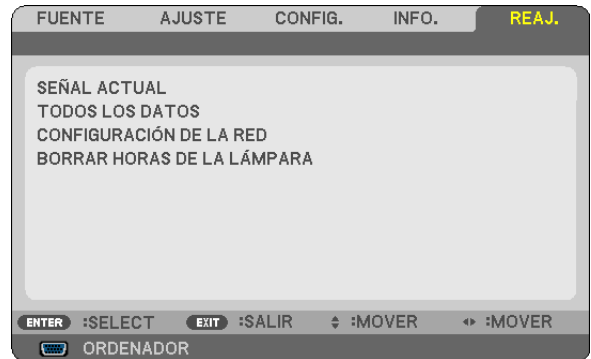 FUENTE AJUSTE CONFIG. INFO. REAJ.
SEÑAL ACTUAL
TODOS LOS DATOS
CONFIGURACIÓN DE LA RED
BORRAR HORAS DE LA LÁMPARA
ENTER :SELECT EXIT :SALIR :MOVER :MOVER
ORDENADOR